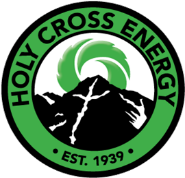 HOLY CROSS ENERGY
• EST. 1939 •